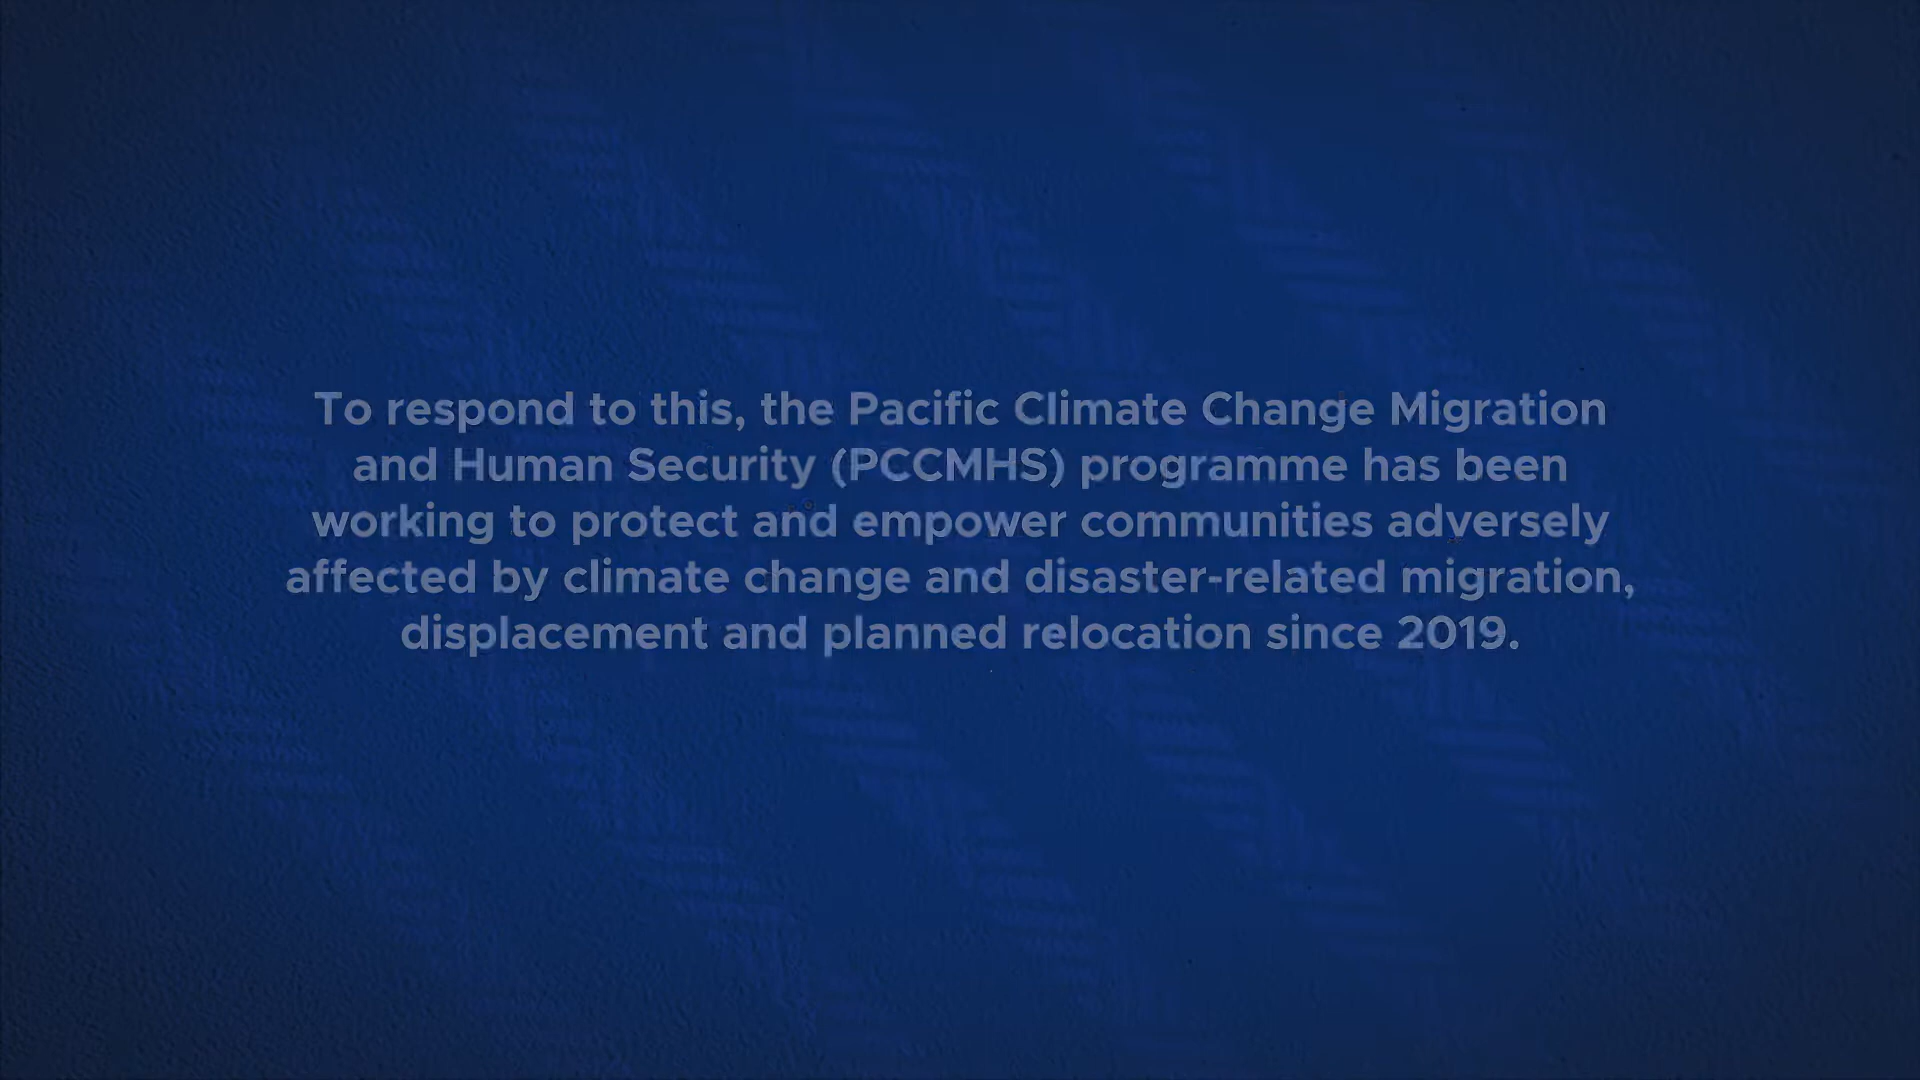 To respond to this, the Pacific Climate Change Migration
and Human Security (PCCMHS) programme has been
working to protect and empower communities adversely
affected by climate change and disaster-related migration,
displacement and planned relocation since 2019.